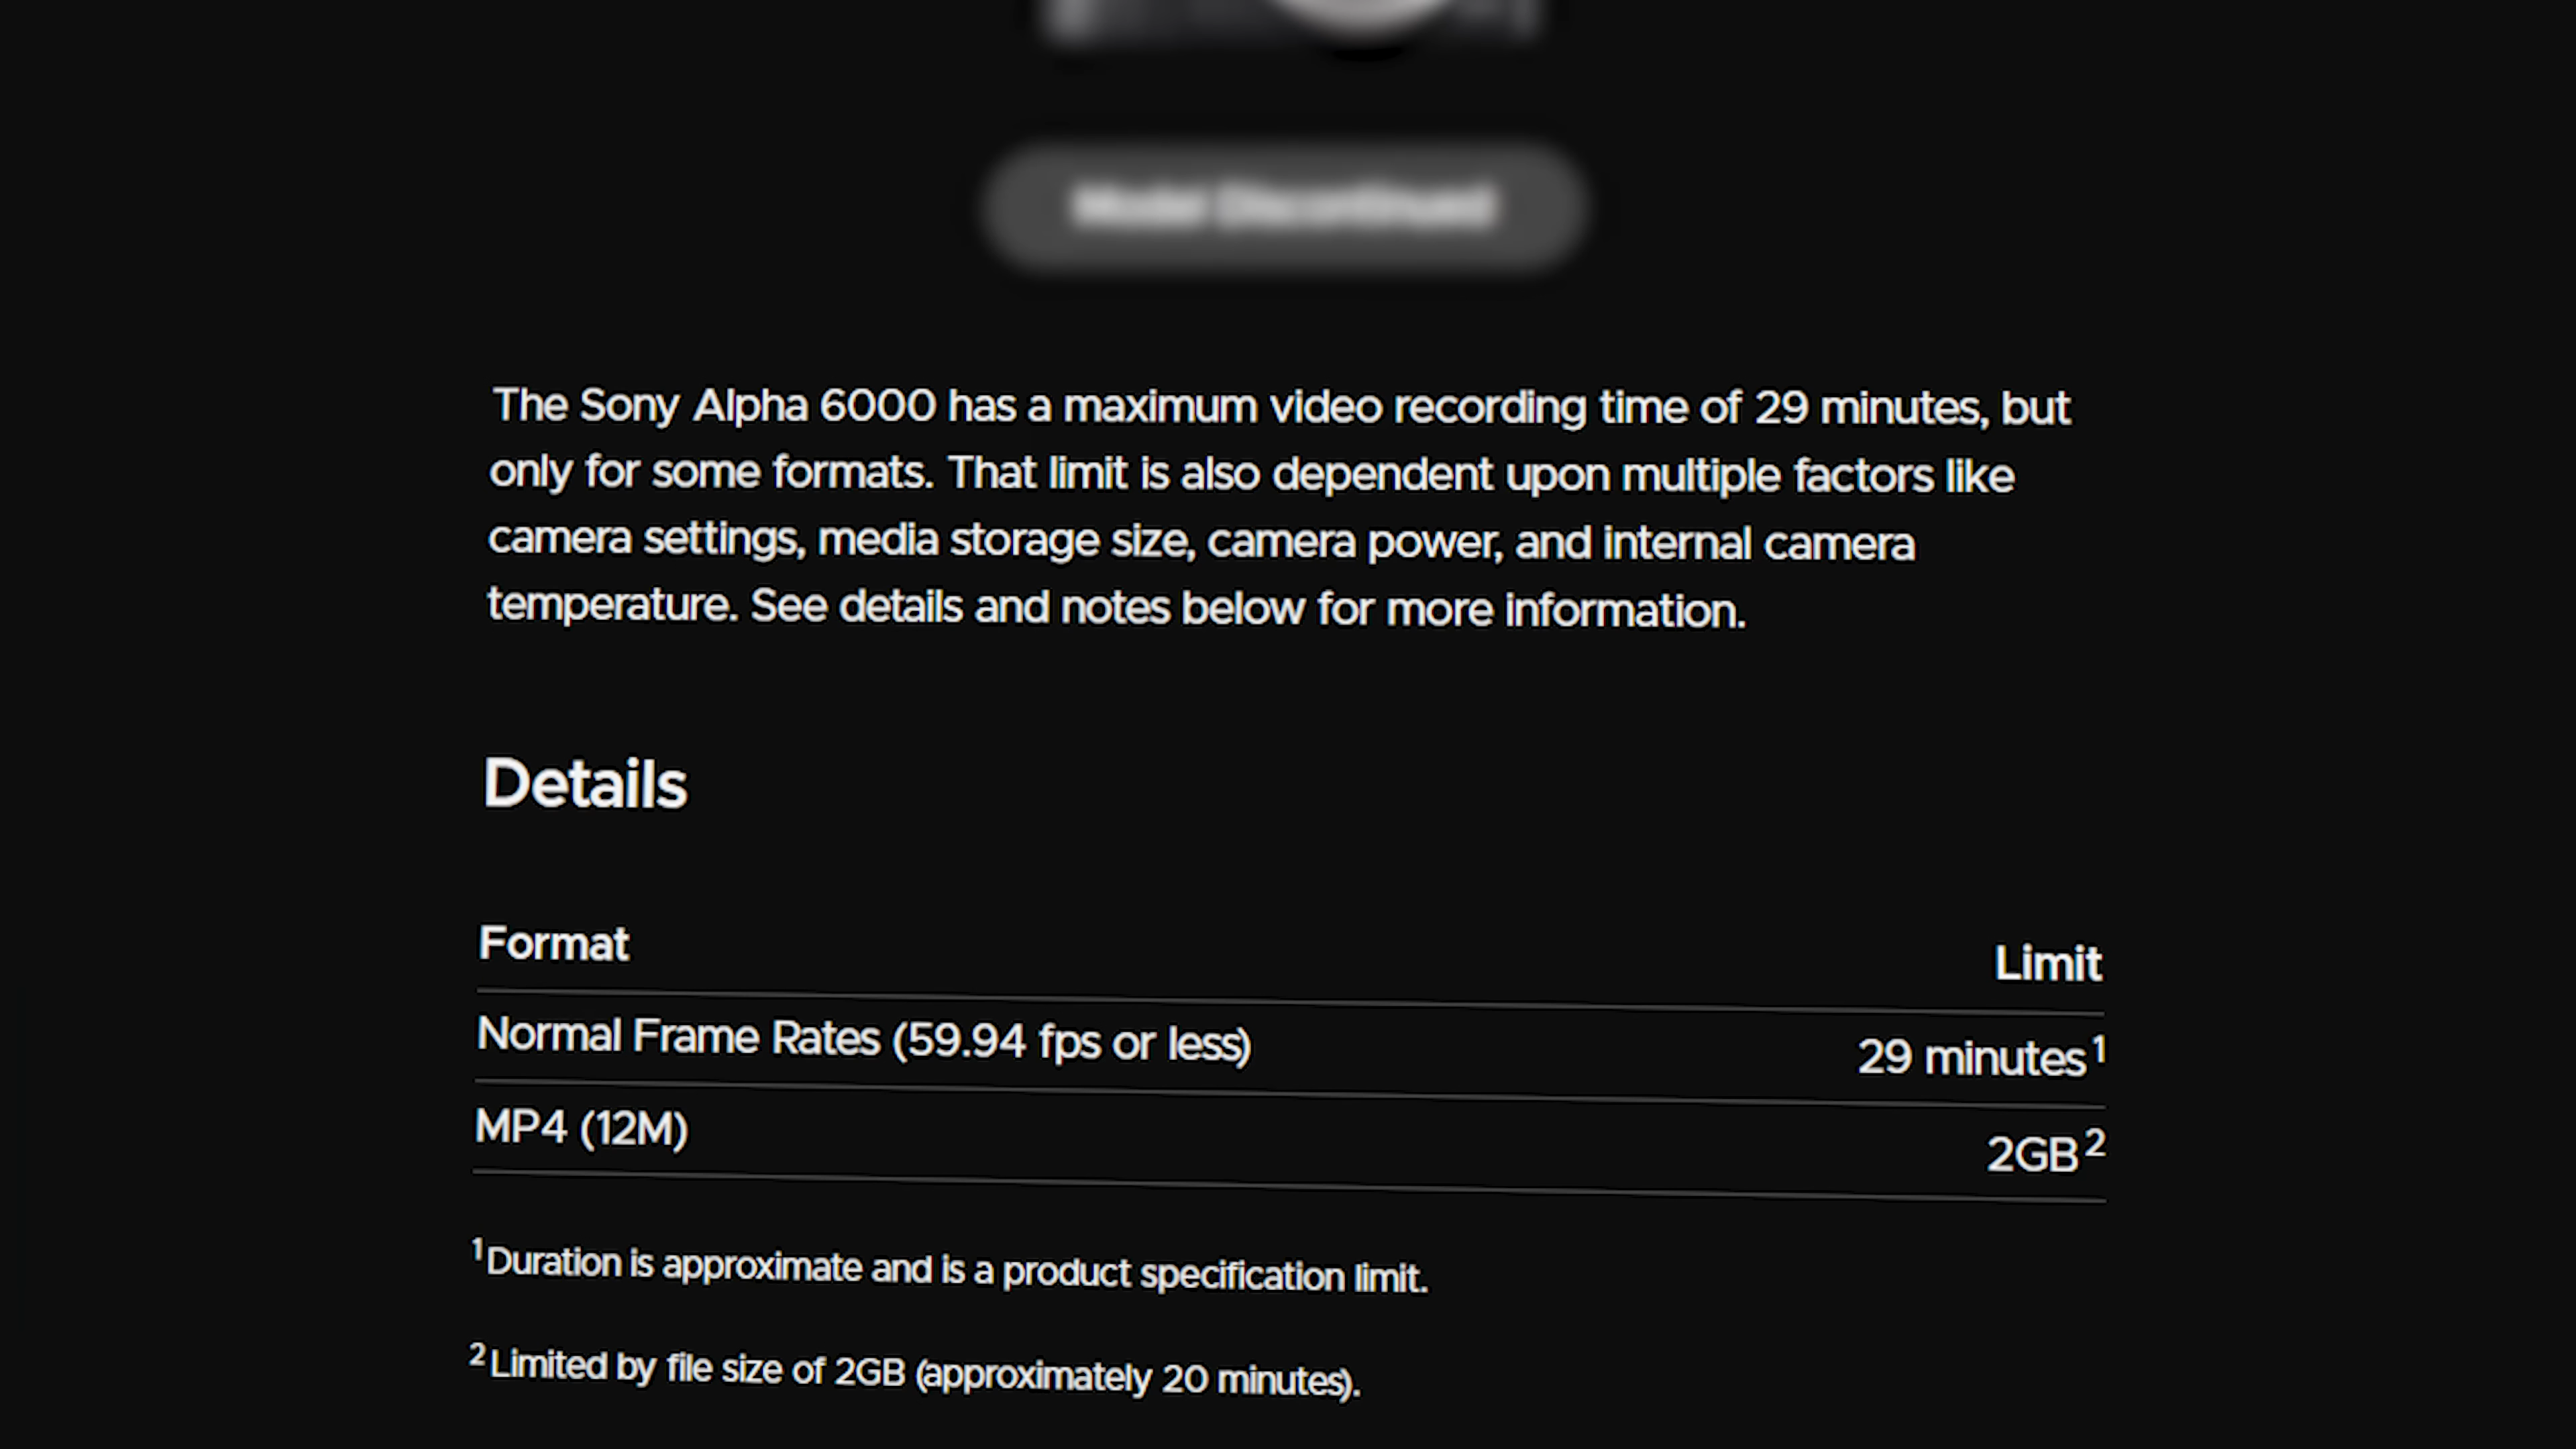 Model Discontinued
The Sony Alpha 6000 has a maximum video recording time of 29 minutes, but
only for some formats. That limit is also dependent upon multiple factors like
camera settings, media storage size, camera power, and internal camera
temperature. See details and notes below for more information.
Details
Format Limit
Normal Frame Rates (59.94 fps or less) 29 minutes¹
MP4 (12M) 2GB²
¹Duration is approximate and is a product specification limit.
²Limited by file size of 2GB (approximately 20 minutes).